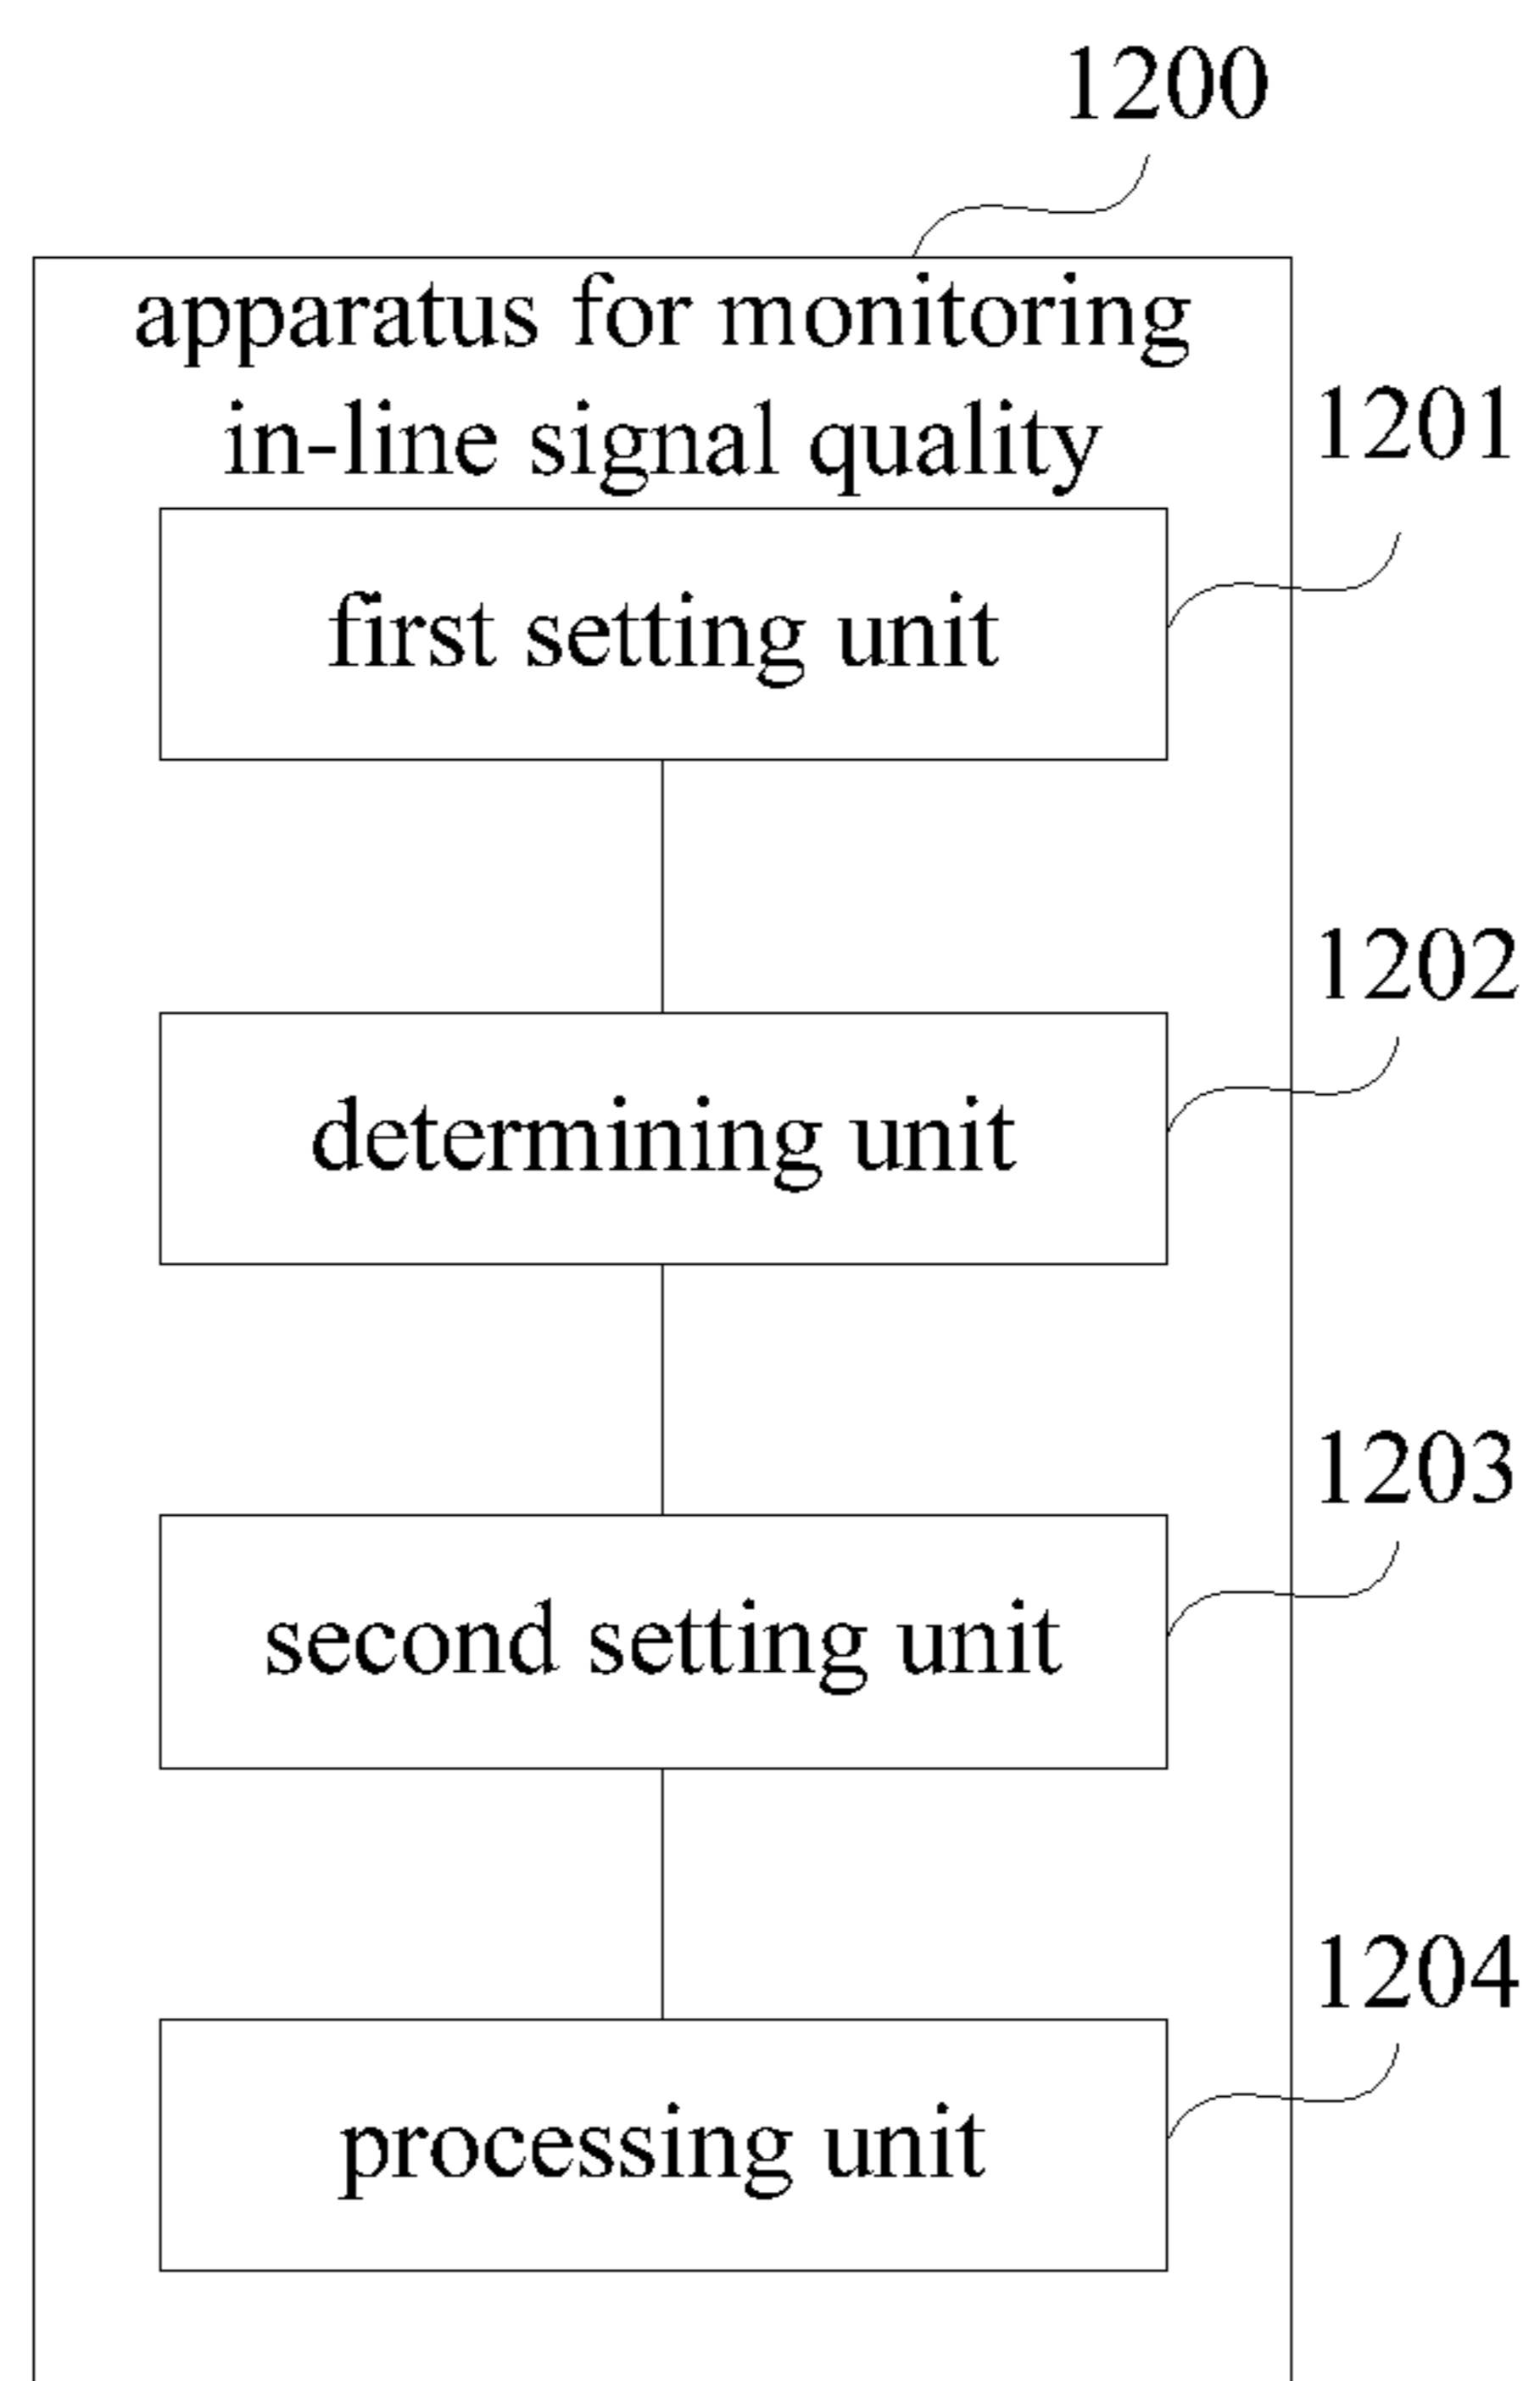 1200
apparatus for monitoring
in-line signal quality
1201
first setting unit
1202
determining unit
1203
second setting unit
1204
processing unit